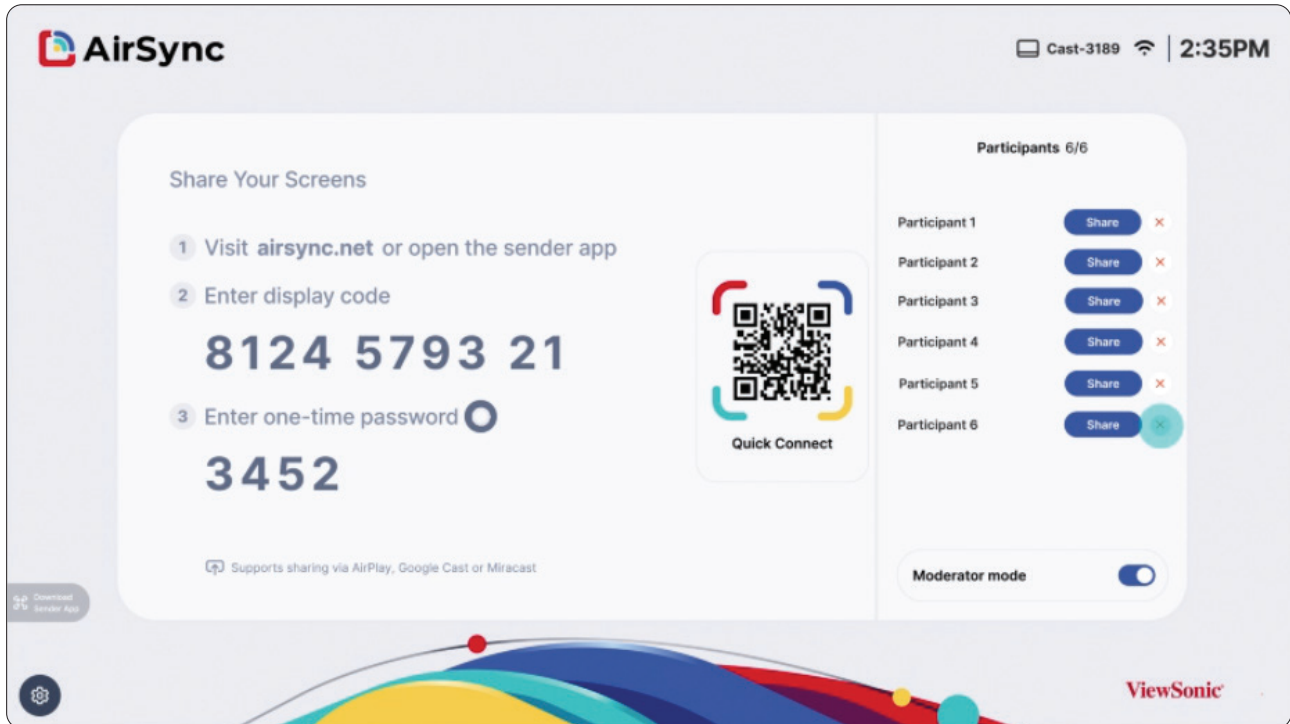 AirSync
Cast-3189 2:35PM
Share Your Screens
1 Visit airsync.net or open the sender app
2 Enter display code
8124 5793 21
3 Enter one-time password
3452
Supports sharing via AirPlay, Google Cast or Miracast
Quick Connect
Participants 6/6
Participant 1 Share
Participant 2 Share
Participant 3 Share
Participant 4 Share
Participant 5 Share
Participant 6 Share
Moderator mode
Download
Sender App
ViewSonic